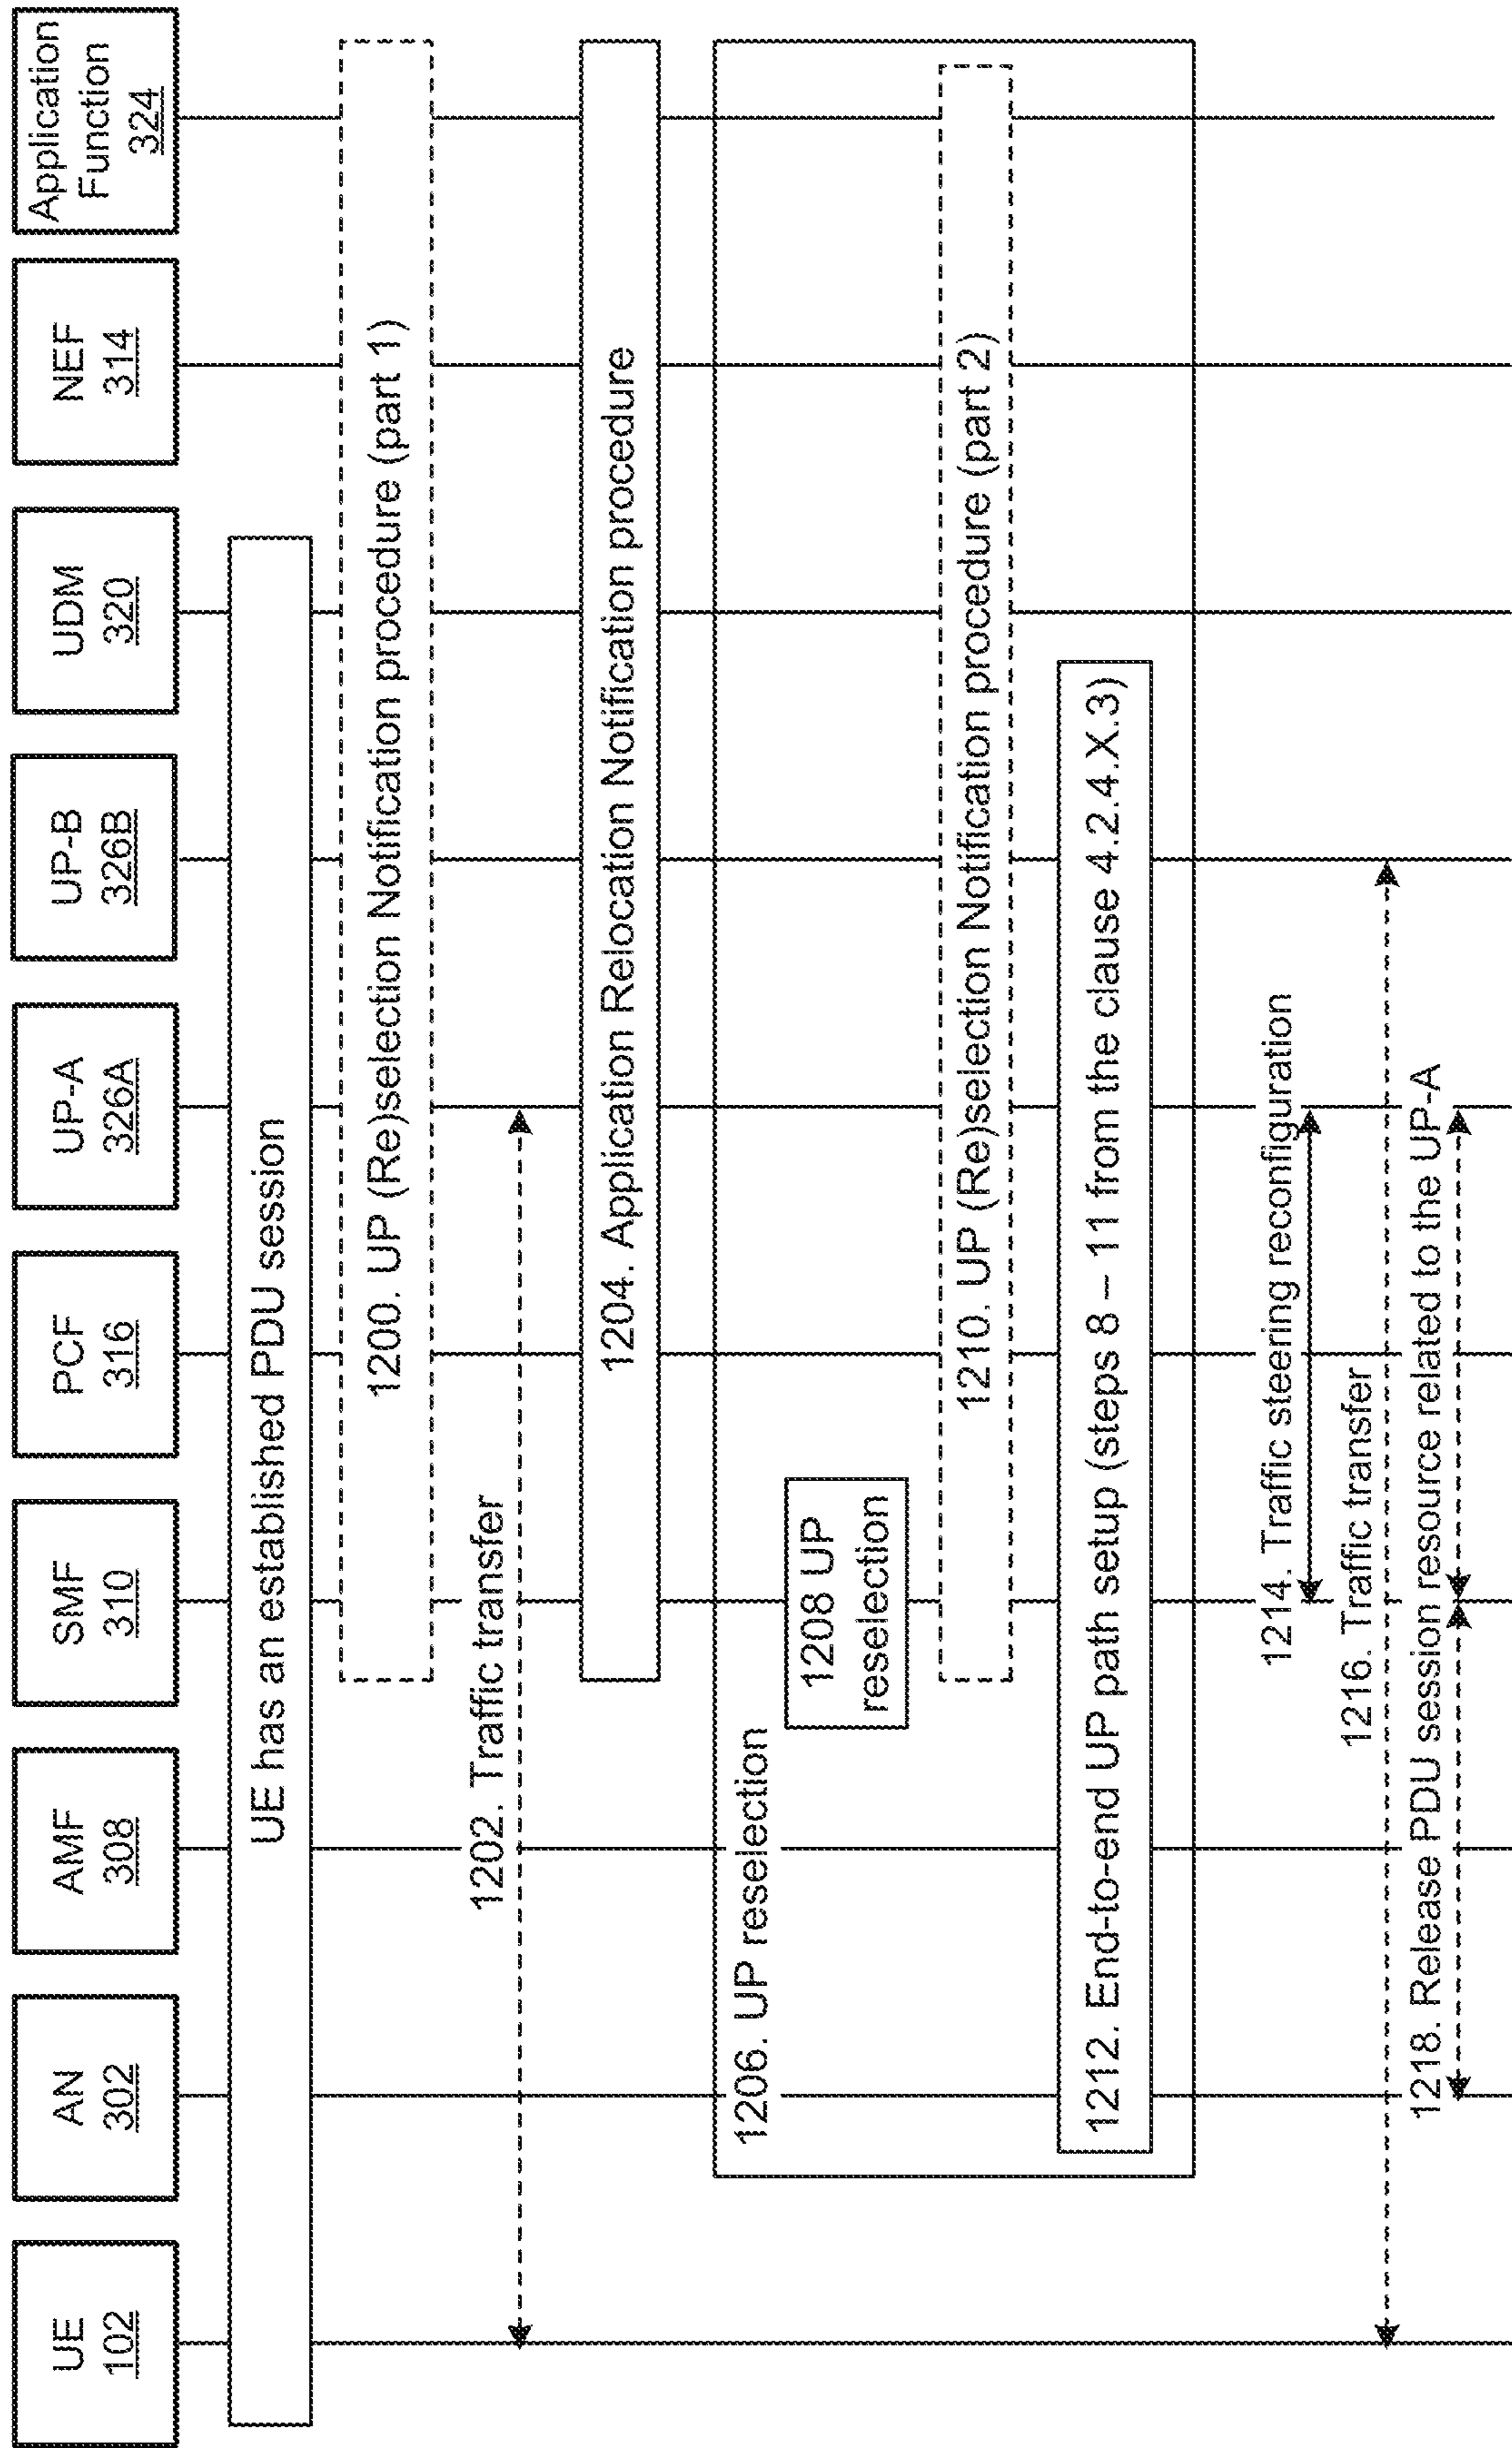 UE
102
AN
302
AMF
308
SMF
310
PCF
316
UP-A
326A
UP-B
326B
UDM
320
NEF
314
Application
Function
324
UE has an established PDU session
1200. UP (Re)selection Notification procedure (part 1)
1202. Traffic transfer
1204. Application Relocation Notification procedure
1206. UP reselection
1208 UP
reselection
1210. UP (Re)selection Notification procedure (part 2)
1212. End-to-end UP path setup (steps 8 – 11 from the clause 4.2.4.X.3)
1214. Traffic steering reconfiguration
1216. Traffic transfer
1218. Release PDU session resource related to the UP-A